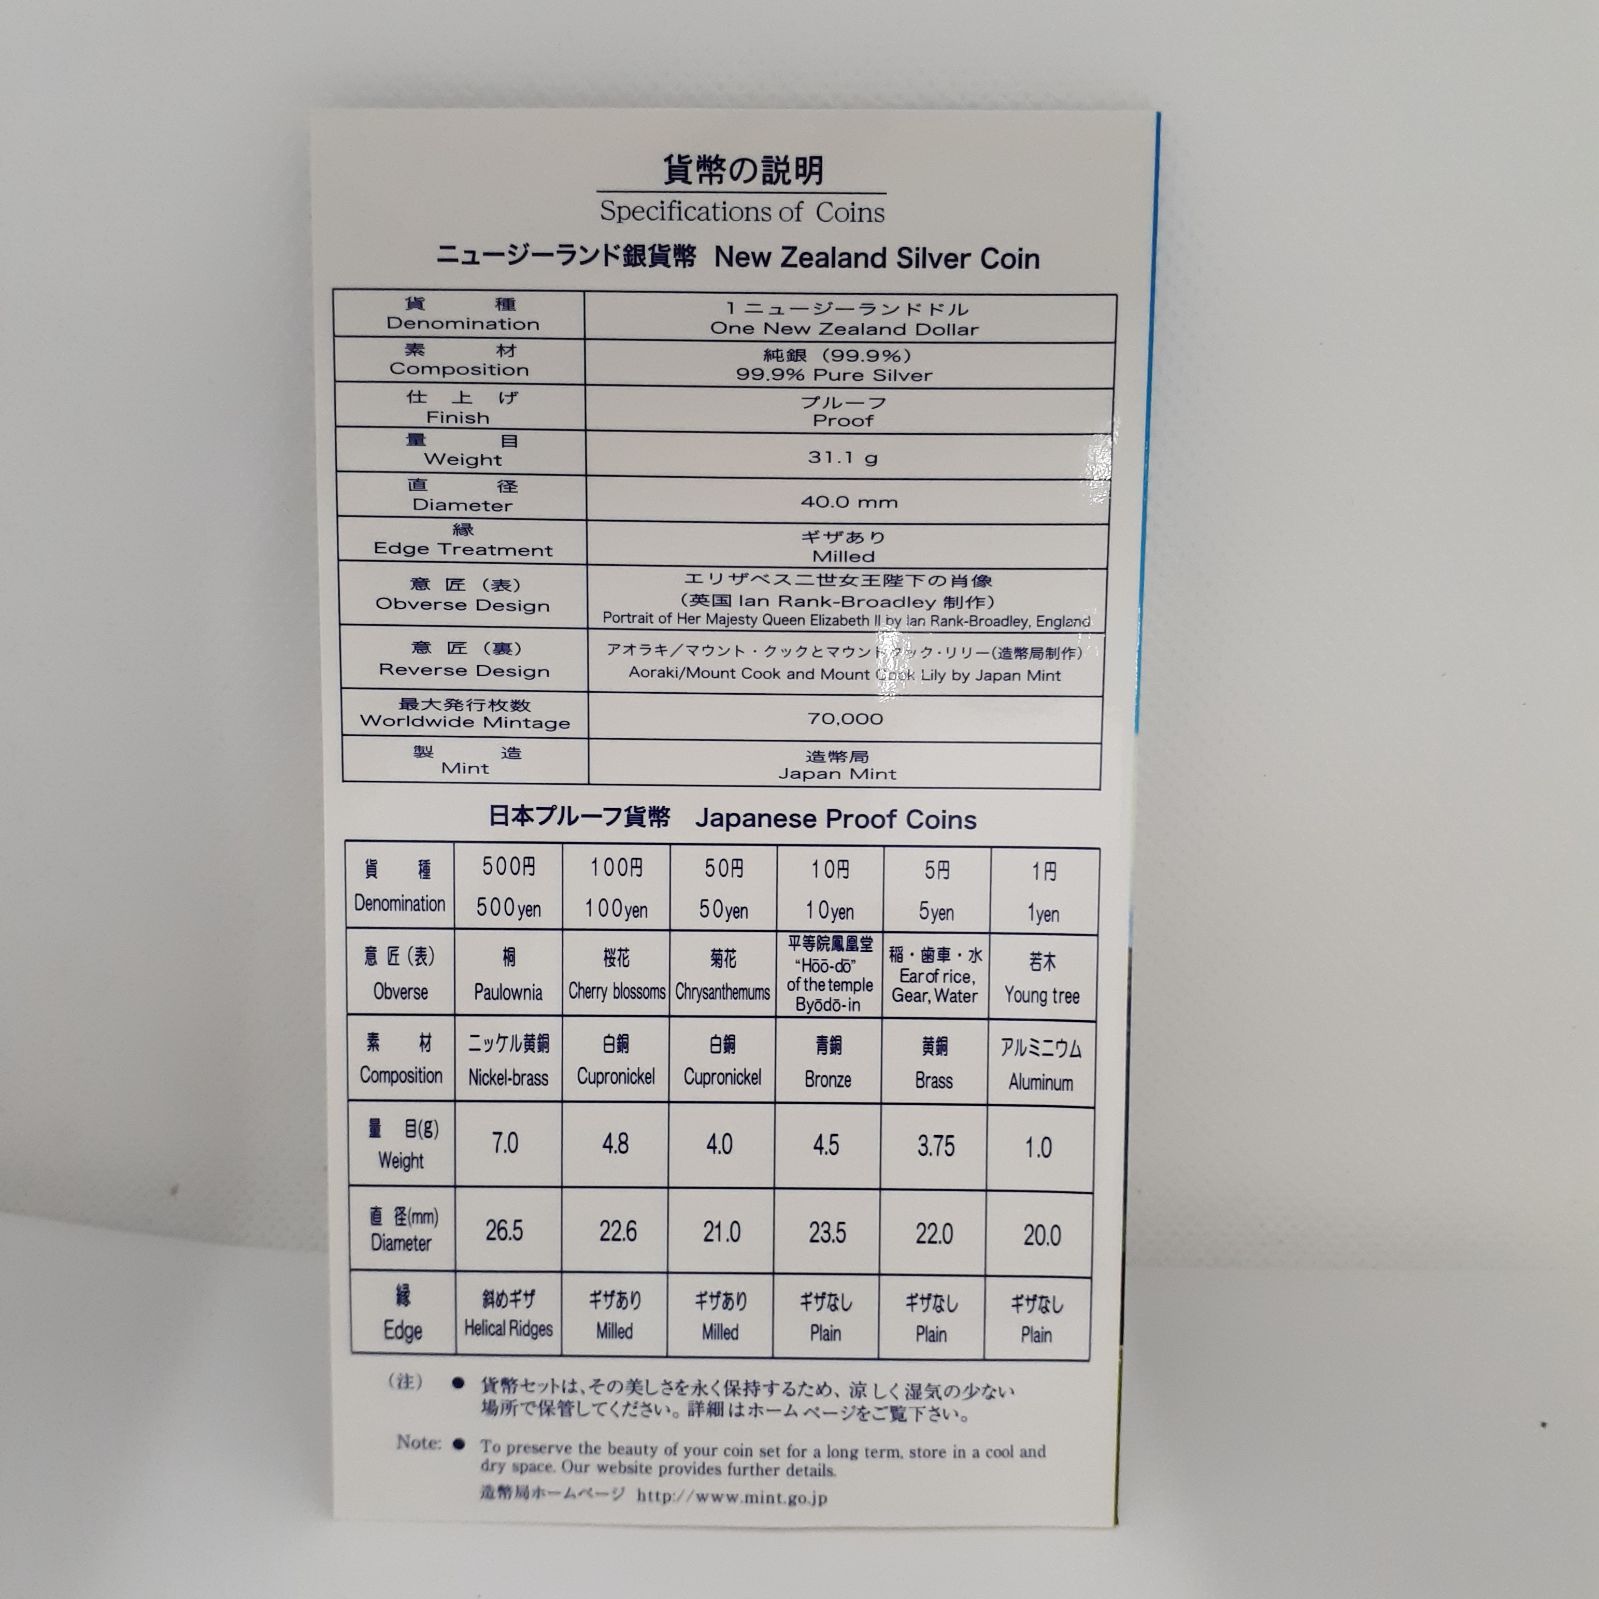 貨幣の説明
Specifications of Coins
ニュージーランド銀貨幣 New Zealand Silver Coin
貨種 1ニュージーランドドル
Denomination One New Zealand Dollar
素材 純銀（99.9%）
Composition 99.9% Pure Silver
仕上げ プルーフ
Finish Proof
量目
Weight 31.1 g
直径
Diameter 40.0 mm
縁 ギザあり
Edge Treatment Milled
意匠（表） エリザベス二世女王陛下の肖像
（英国 Ian Rank-Broadley 制作）
Obverse Design Portrait of Her Majesty Queen Elizabeth II by Ian Rank-Broadley, England
意匠（裏） アオラキ／マウント・クックとマウントクック・リリー（造幣局制作）
Reverse Design Aoraki/Mount Cook and Mount Cook Lily by Japan Mint
最大発行枚数
Worldwide Mintage 70,000
製造 造幣局
Mint Japan Mint
日本プルーフ貨幣 Japanese Proof Coins
貨種 500円 100円 50円 10円 5円 1円
Denomination 500yen 100yen 50yen 10yen 5yen 1yen
意匠（表） 桐 桜花 菊花 平等院鳳凰堂 稲・歯車・水 若木
Obverse Paulownia Cherry blossoms Chrysanthemums "Hōō-dō" of the temple Byōdō-in Ear of rice, Gear, Water Young tree
素材 ニッケル黄銅 白銅 白銅 青銅 黄銅 アルミニウム
Composition Nickel-brass Cupronickel Cupronickel Bronze Brass Aluminum
量目(g)
Weight 7.0 4.8 4.0 4.5 3.75 1.0
直径(mm)
Diameter 26.5 22.6 21.0 23.5 22.0 20.0
縁 斜めギザ ギザあり ギザあり ギザなし ギザなし ギザなし
Edge Helical Ridges Milled Milled Plain Plain Plain
（注） ● 貨幣セットは、その美しさを永く保持するため、涼しく湿気の少ない
場所で保管してください。詳細はホームページをご覧下さい。
Note: ● To preserve the beauty of your coin set for a long term, store in a cool and
dry space. Our website provides further details.
造幣局ホームページ http://www.mint.go.jp